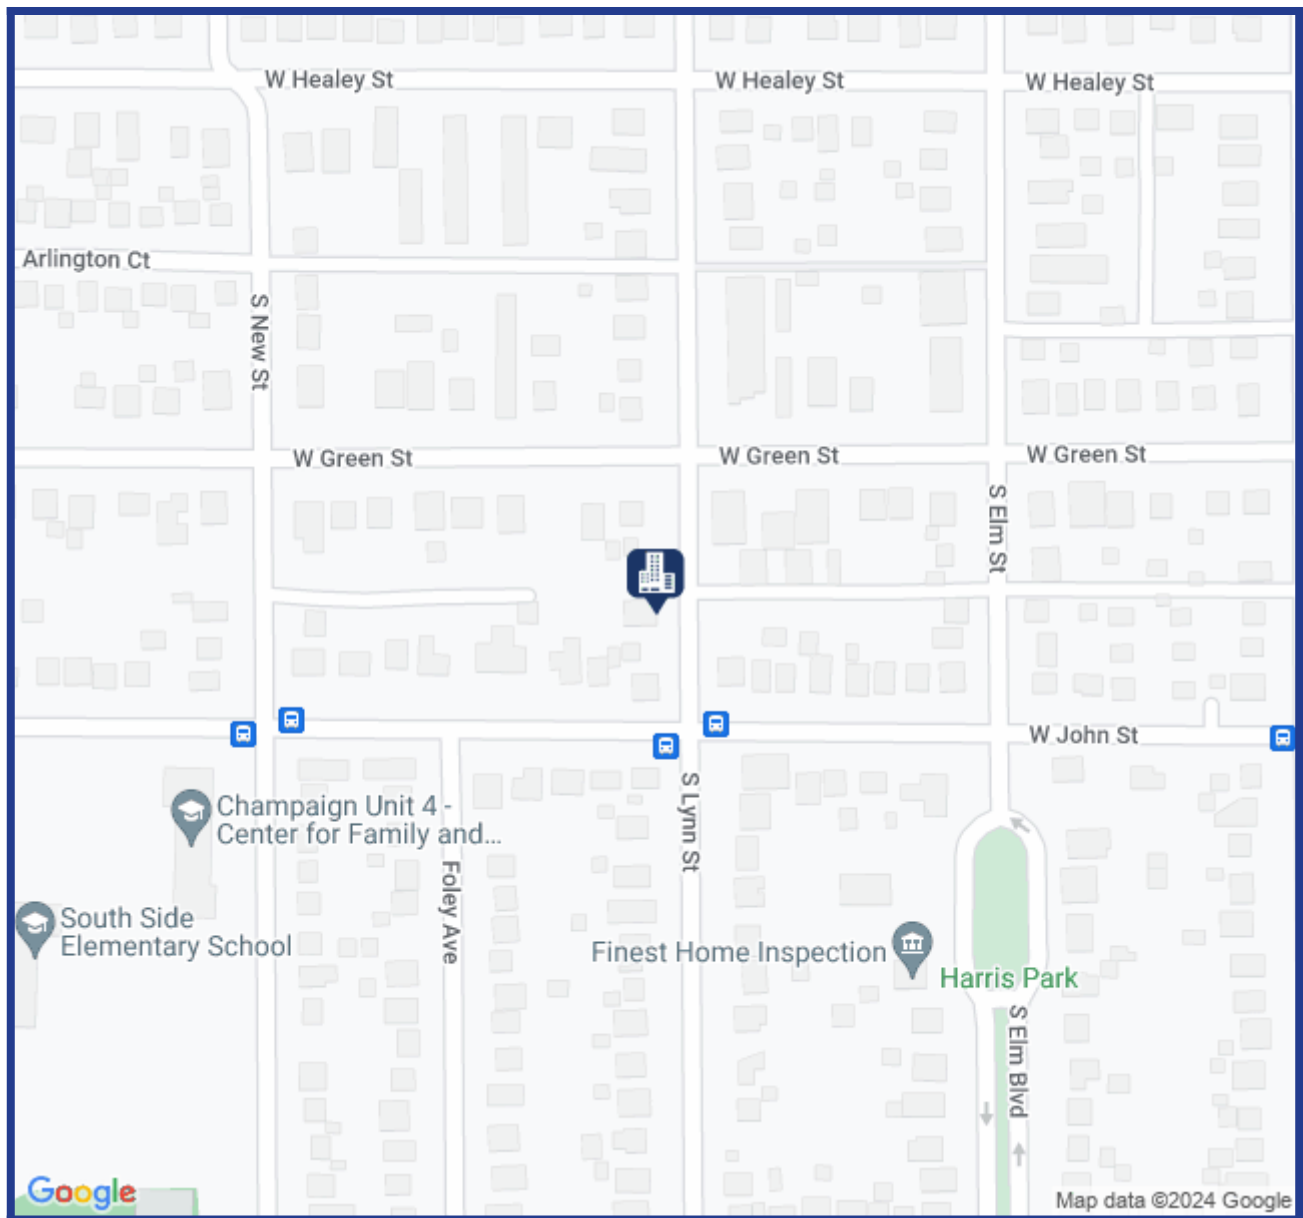 W Healey St
W Healey St
W Healey St
Arlington Ct
S New St
W Green St
W Green St
W Green St
S Elm St
W John St
S Lynn St
Champaign Unit 4 -
Center for Family and...
Foley Ave
South Side
Elementary School
Finest Home Inspection
Harris Park
S Elm Blvd
Google
Map data ©2024 Google